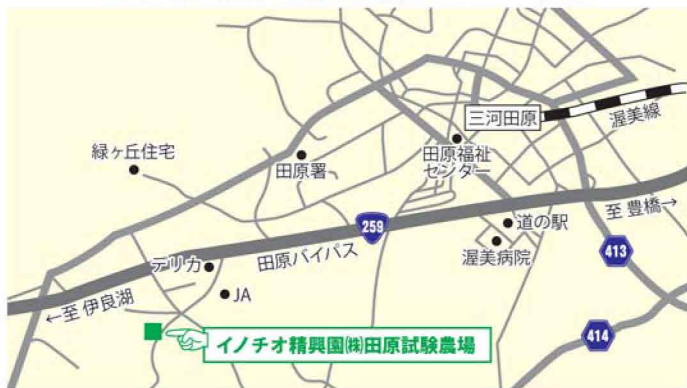 三河田原
渥美線
緑ヶ丘住宅
田原署
田原福祉
センター
至 豊橋→
道の駅
259
渥美病院
413
デリカ
田原バイパス
JA
←至 伊良湖
414
イノチオ精興園㈱田原試験農場